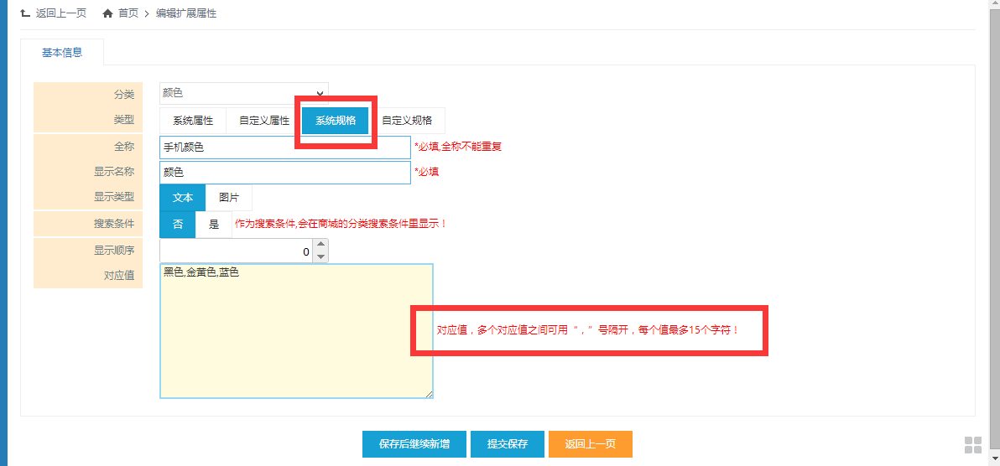 返回上一页 首页 > 编辑扩展属性
基本信息
分类 颜色
类型 系统属性 自定义属性 系统规格 自定义规格
全称 手机颜色 *必填,全称不能重复
显示名称 颜色 *必填
显示类型 文本 图片
搜索条件 否 是 作为搜索条件,会在商城的分类搜索条件里显示！
显示顺序 0
对应值 黑色,金黄色,蓝色
对应值，多个对应值之间可用“，”号隔开，每个值最多15个字符！
保存后继续新增 提交保存 返回上一页